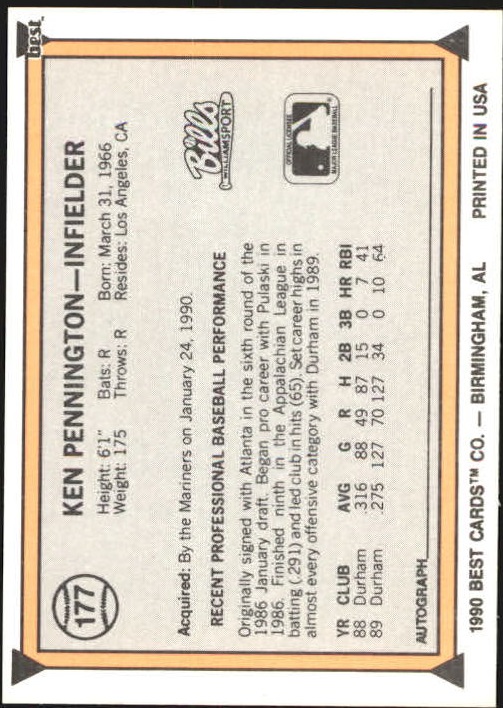 best
177
KEN PENNINGTON—INFIELDER
Height: 6'1" Bats: R Born: March 31, 1966
Weight: 175 Throws: R Resides: Los Angeles, CA
Acquired: By the Mariners on January 24, 1990.
Bills
WILLIAMSPORT
RECENT PROFESSIONAL BASEBALL PERFORMANCE
OFFICIAL LICENSEE
MAJOR LEAGUE BASEBALL
Originally signed with Atlanta in the sixth round of the
1986 January draft. Began pro career with Pulaski in
1986. Finished ninth in the Appalachian League in
batting (.291) and led club in hits (65). Set career highs in
almost every offensive category with Durham in 1989.
YR CLUB AVG G R H 2B 3B HR RBI
88 Durham .316 88 49 87 15 0 7 41
89 Durham .275 127 70 127 34 0 10 64
AUTOGRAPH
1990 BEST CARDS™ CO. — BIRMINGHAM, AL PRINTED IN USA